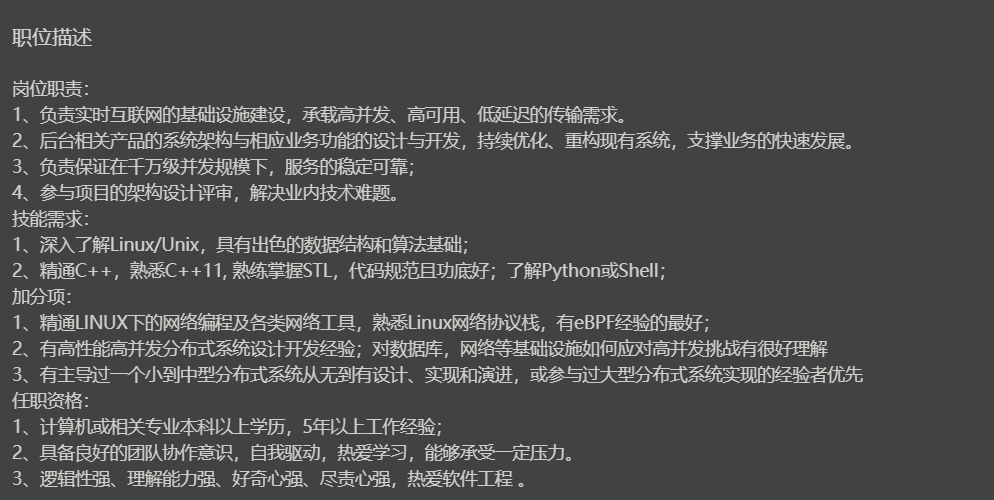 职位描述
岗位职责：
1、负责实时互联网的基础设施建设，承载高并发、高可用、低延迟的传输需求。
2、后台相关产品的系统架构与相应业务功能的设计与开发，持续优化、重构现有系统，支撑业务的快速发展。
3、负责保证在千万级并发规模下，服务的稳定可靠；
4、参与项目的架构设计评审，解决业内技术难题。
技能需求：
1、深入了解Linux/Unix，具有出色的数据结构和算法基础；
2、精通C++，熟悉C++11, 熟练掌握STL，代码规范且功底好；了解Python或Shell；
加分项：
1、精通LINUX下的网络编程及各类网络工具，熟悉Linux网络协议栈，有eBPF经验的最好；
2、有高性能高并发分布式系统设计开发经验；对数据库，网络等基础设施如何应对高并发挑战有很好理解
3、有主导过一个小到中型分布式系统从无到有设计、实现和演进，或参与过大型分布式系统实现的经验者优先
任职资格：
1、计算机或相关专业本科以上学历，5年以上工作经验；
2、具备良好的团队协作意识，自我驱动，热爱学习，能够承受一定压力。
3、逻辑性强、理解能力强、好奇心强、尽责心强，热爱软件工程 。